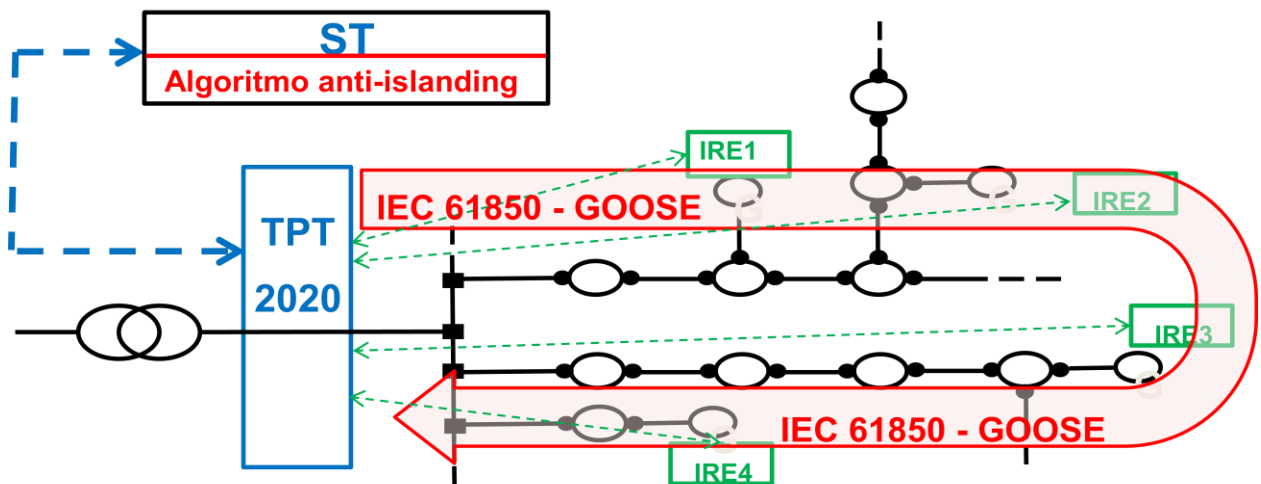 ST
Algoritmo anti-islanding
IRE1
G
G
IEC 61850 - GOOSE
IRE2
TPT
2020
IRE3
G
IEC 61850 - GOOSE
G
IRE4